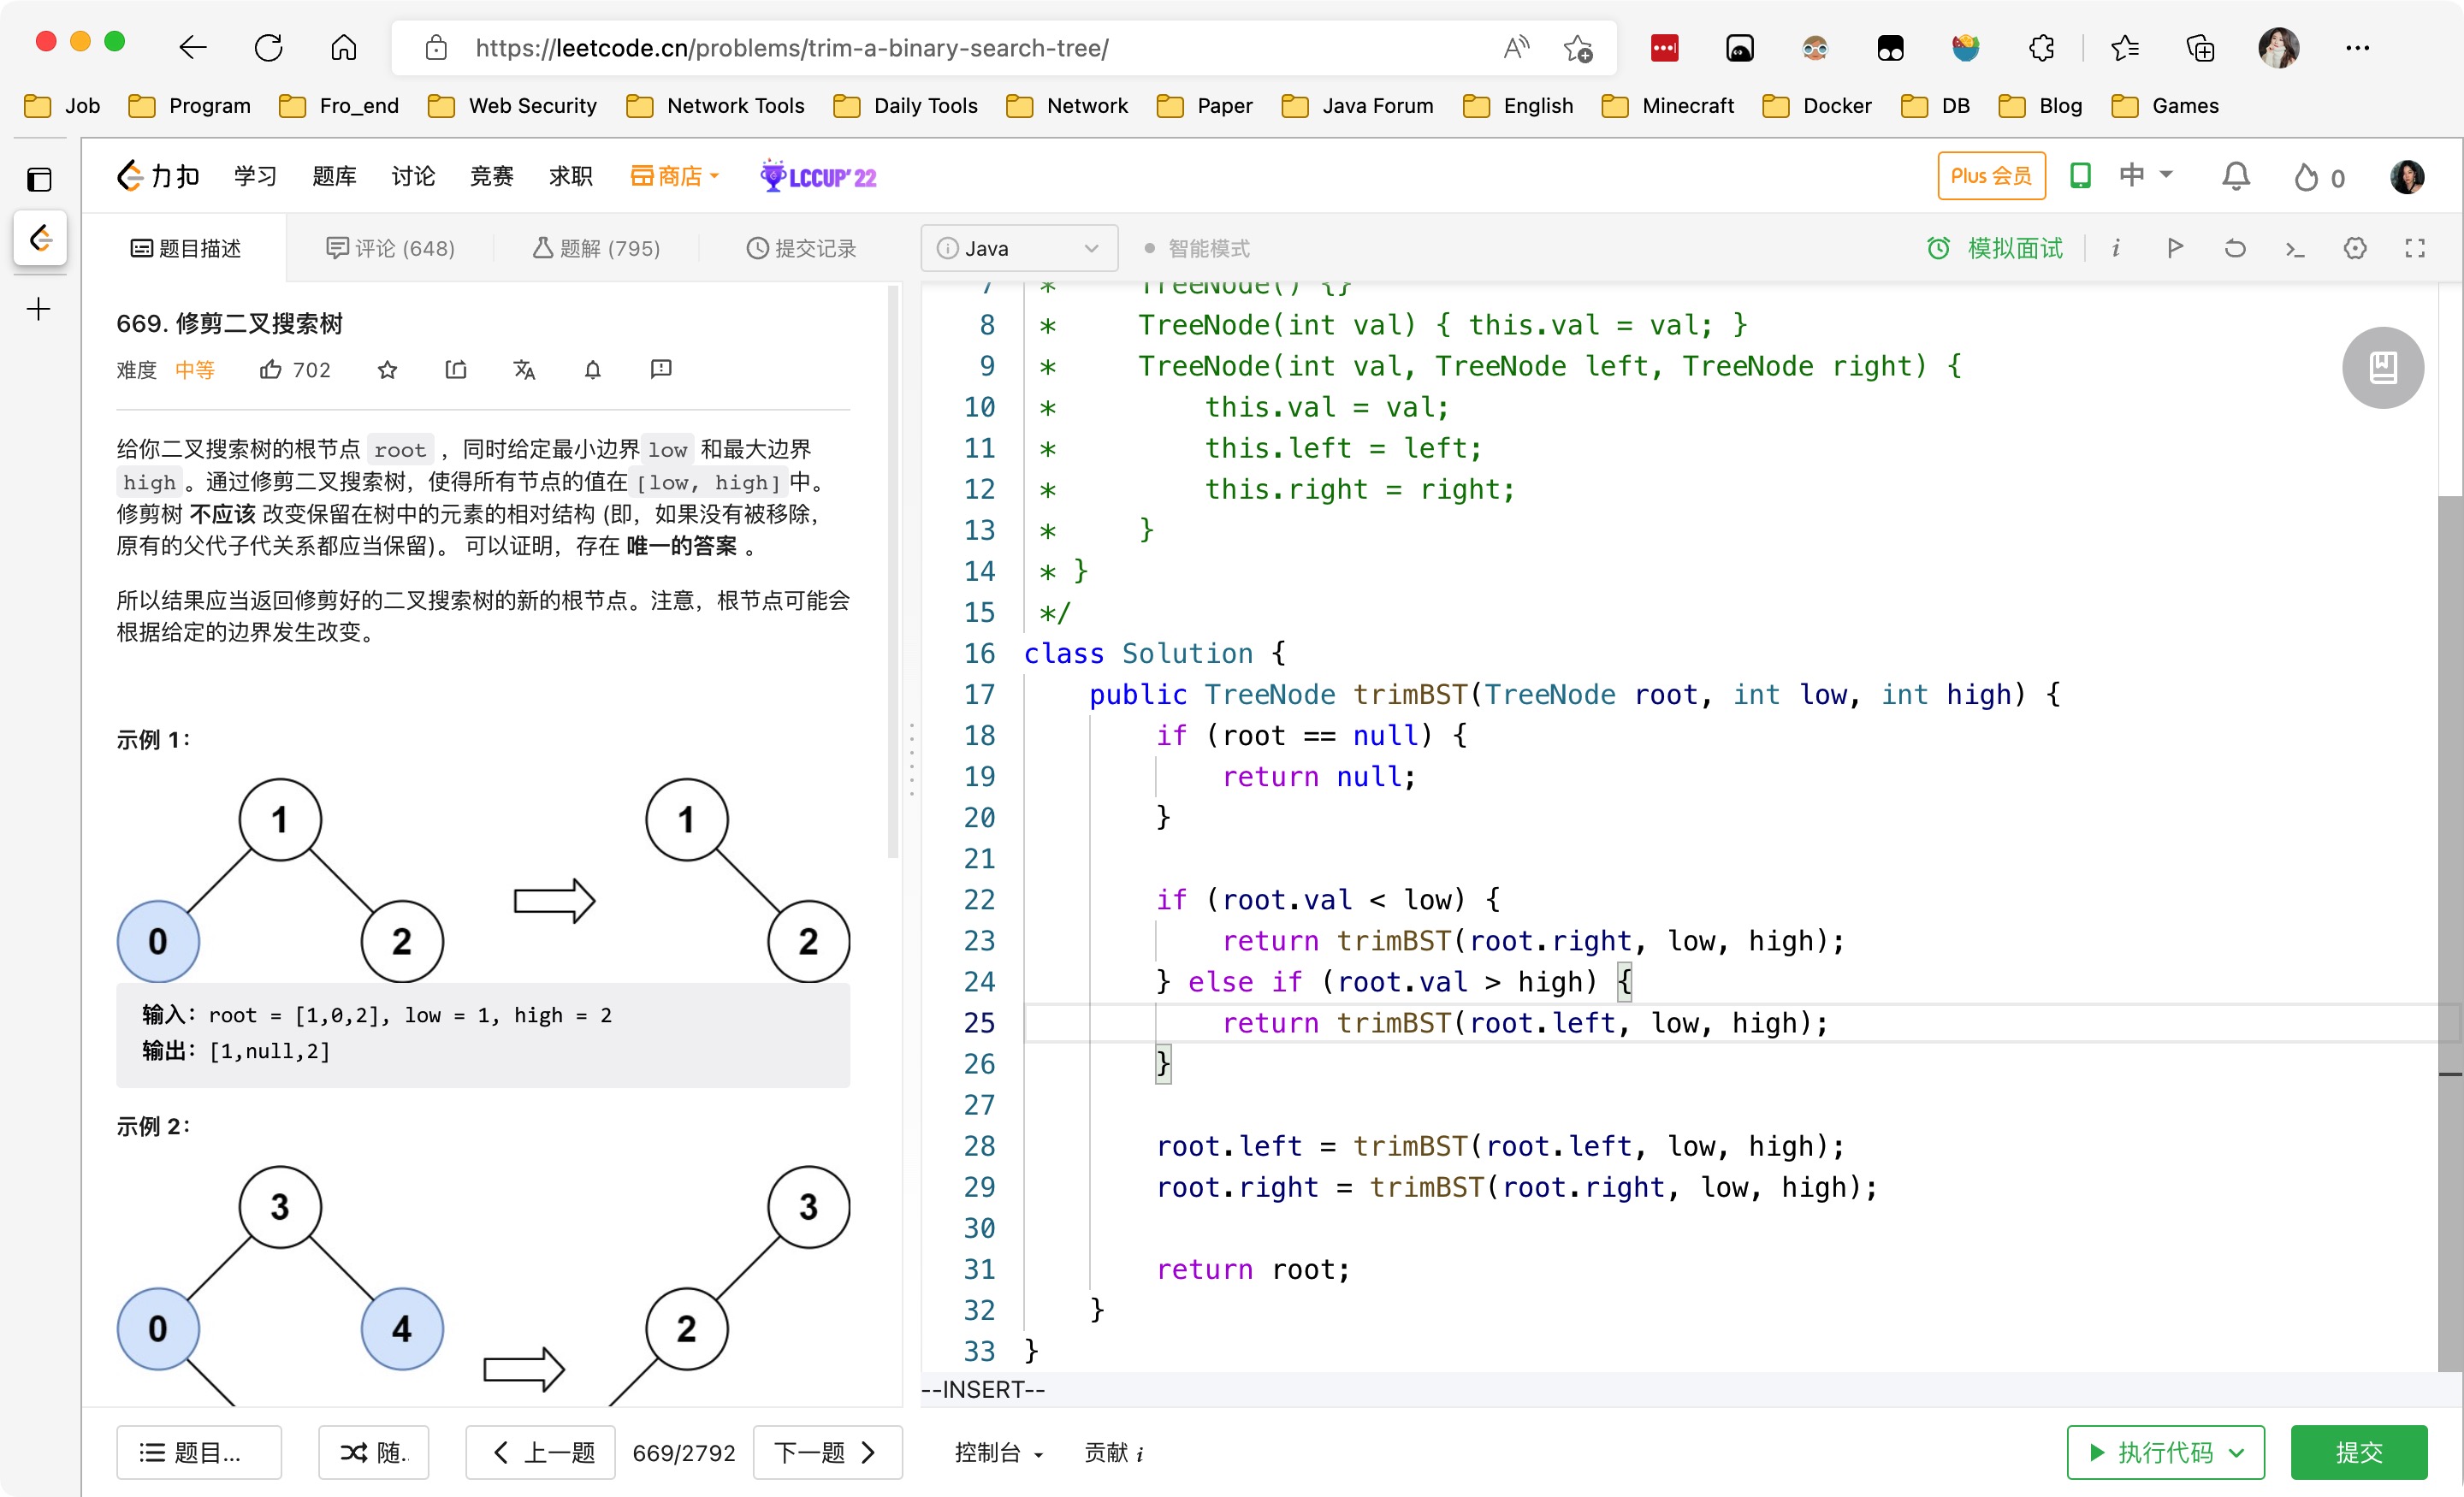 https://leetcode.cn/problems/trim-a-binary-search-tree/
Job Program Fro_end Web Security Network Tools Daily Tools Network Paper Java Forum English Minecraft Docker DB Blog Games
力扣 学习 题库 讨论 竞赛 求职 商店 LCCUP'22 Plus 会员 中 0
题目描述 评论 (648) 题解 (795) 提交记录
669. 修剪二叉搜索树
难度 中等 702
给你二叉搜索树的根节点 root ，同时给定最小边界 low 和最大边界
high 。通过修剪二叉搜索树，使得所有节点的值在 [low, high] 中。
修剪树 不应该 改变保留在树中的元素的相对结构 (即，如果没有被移除，
原有的父代子代关系都应当保留)。 可以证明，存在 唯一的答案 。
所以结果应当返回修剪好的二叉搜索树的新的根节点。注意，根节点可能会
根据给定的边界发生改变。
示例 1：
1 1
0 2 2
输入：root = [1,0,2], low = 1, high = 2
输出：[1,null,2]
示例 2：
3 3
0 4 2
题目... 随. 上一题 669/2792 下一题
Java 智能模式 模拟面试
7 * TreeNode() {}
8 * TreeNode(int val) { this.val = val; }
9 * TreeNode(int val, TreeNode left, TreeNode right) {
10 * this.val = val;
11 * this.left = left;
12 * this.right = right;
13 * }
14 * }
15 */
16 class Solution {
17 public TreeNode trimBST(TreeNode root, int low, int high) {
18 if (root == null) {
19 return null;
20 }
21
22 if (root.val < low) {
23 return trimBST(root.right, low, high);
24 } else if (root.val > high) {
25 return trimBST(root.left, low, high);
26 }
27
28 root.left = trimBST(root.left, low, high);
29 root.right = trimBST(root.right, low, high);
30
31 return root;
32 }
33 }
--INSERT--
控制台 贡献 i 执行代码 提交